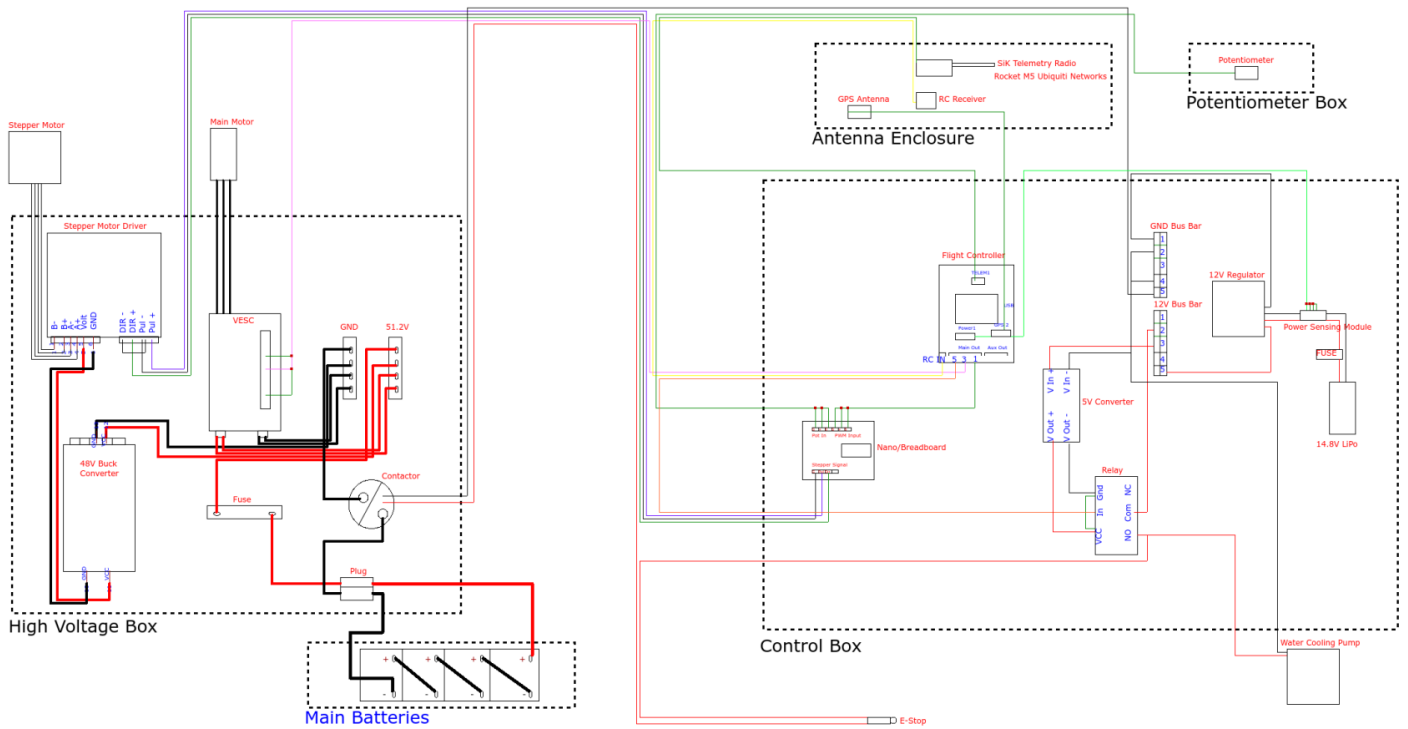 SiK Telemetry Radio
Rocket M5 Ubiquiti Networks
GPS Antenna
RC Receiver
Antenna Enclosure
Potentiometer
Potentiometer Box
Stepper Motor
Main Motor
Stepper Motor Driver
B-
B+
A-
A+
Volt
GND
DIR -
DIR +
Pul -
Pul +
VESC
GND
51.2V
48V Buck
Converter
GND
VCC
Fuse
Contactor
Plug
High Voltage Box
+
+
+
+
-
-
-
-
Main Batteries
Flight Controller
TELEM1
USB
GPS 2
Power1
Main Out
Aux Out
RC IN
5
3
1
Pot In
PWM Input
Nano/Breadboard
Stepper Signal
GND Bus Bar
1
2
3
4
5
12V Bus Bar
1
2
3
4
5
12V Regulator
Power Sensing Module
FUSE
14.8V LiPo
V In +
V In -
5V Converter
V Out +
V Out -
Relay
Gnd
NC
In
Com
VCC
NO
Control Box
Water Cooling Pump
E-Stop